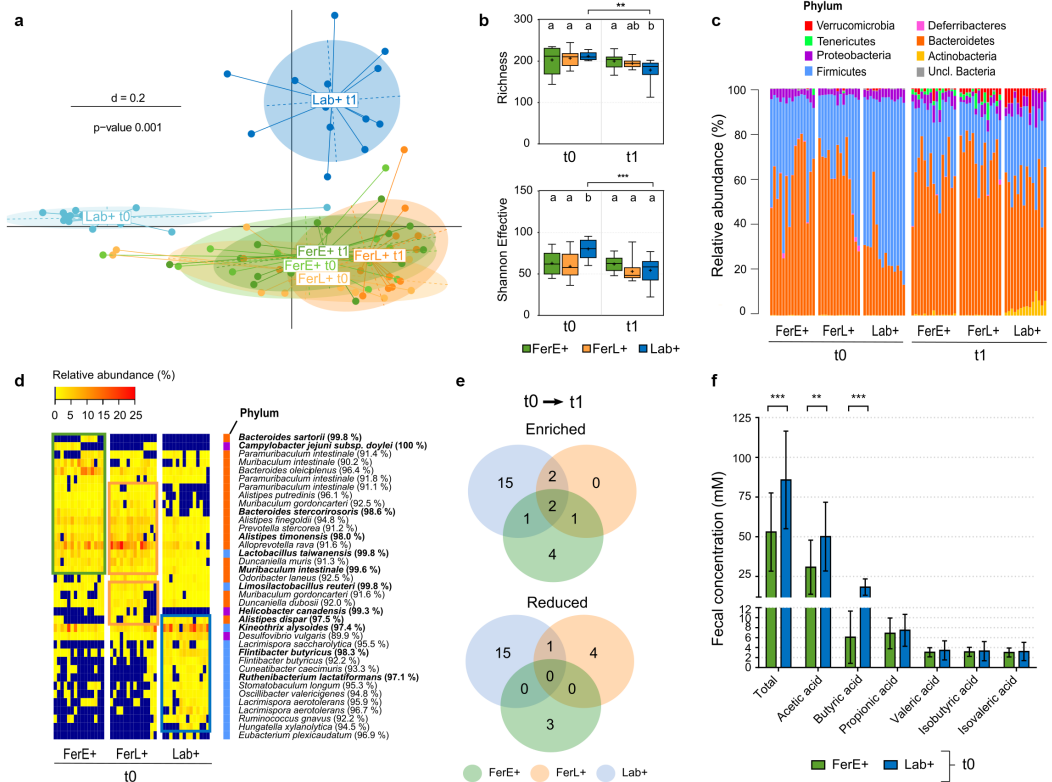 a
d = 0.2
p-value 0.001
Lab+ t1
Lab+ t0
FerE+ t1
FerL+ t1
FerE+ t0
FerL+ t0
b
**
300
200
100
0
Richness
a a a a ab b
t0 t1
***
150
100
50
0
Shannon Effective
a a b a a a
t0 t1
FerE+ FerL+ Lab+
c
Phylum
Verrucomicrobia
Tenericutes
Proteobacteria
Firmicutes
Deferribacteres
Bacteroidetes
Actinobacteria
Uncl. Bacteria
Relative abundance (%)
100
80
60
40
20
0
FerE+ FerL+ Lab+ FerE+ FerL+ Lab+
t0 t1
d
Relative abundance (%)
0 5 10 15 20 25
Phylum
Bacteroides sartorii (99.8 %)
Campylobacter jejuni subsp. doylei (100 %)
Paramuribaculum intestinale (91.4 %)
Muribaculum intestinale (90.2 %)
Bacteroides oleiciplenus (96.4 %)
Paramuribaculum intestinale (91.8 %)
Paramuribaculum intestinale (91.1 %)
Alistipes putredinis (96.1 %)
Muribaculum gordoncarteri (92.5 %)
Bacteroides stercorirosoris (98.6 %)
Alistipes finegoldii (94.8 %)
Prevotella stercorea (91.2 %)
Alistipes timonensis (98.0 %)
Alloprevotella rava (91.6 %)
Lactobacillus taiwanensis (99.8 %)
Duncaniella muris (91.3 %)
Muribaculum intestinale (99.6 %)
Odoribacter laneus (92.5 %)
Limosilactobacillus reuteri (99.8 %)
Muribaculum gordoncarteri (91.6 %)
Duncaniella dubosii (92.0 %)
Helicobacter canadensis (99.3 %)
Alistipes dispar (97.5 %)
Kineothrix alysoides (97.4 %)
Desulfovibrio vulgaris (89.9 %)
Lacrimispora saccharolytica (95.5 %)
Flintibacter butyricus (98.3 %)
Flintibacter butyricus (92.2 %)
Cuneatibacter caecimuris (93.3 %)
Ruthenibacterium lactatiformans (97.1 %)
Stomatobaculum longum (95.3 %)
Oscillibacter valericigenes (94.8 %)
Lacrimispora aerotolerans (95.9 %)
Lacrimispora aerotolerans (96.7 %)
Ruminococcus gnavus (92.2 %)
Hungatella xylanolytica (94.5 %)
Eubacterium plexicaudatum (96.9 %)
FerE+ FerL+ Lab+
t0
e
t0 → t1
Enriched
15 2 0
2
1 1
4
Reduced
15 1 4
0
0 0
3
FerE+ FerL+ Lab+
f
*** ** ***
Fecal concentration (mM)
125
100
75
50
25
12
10
8
6
4
2
0
Total
Acetic acid
Butyric acid
Propionic acid
Valeric acid
Isobutyric acid
Isovaleric acid
FerE+ Lab+ t0